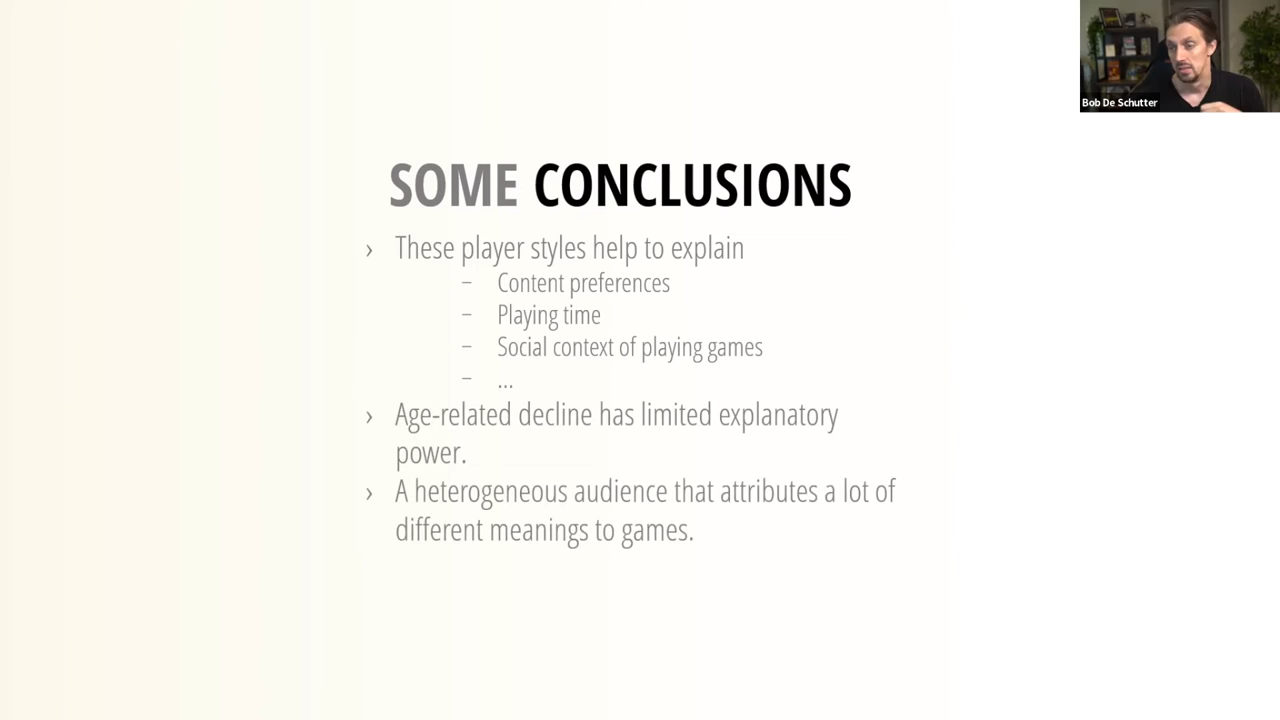 SOME CONCLUSIONS
› These player styles help to explain
– Content preferences
– Playing time
– Social context of playing games
– ...
› Age-related decline has limited explanatory
power.
› A heterogeneous audience that attributes a lot of
different meanings to games.
Bob De Schutter